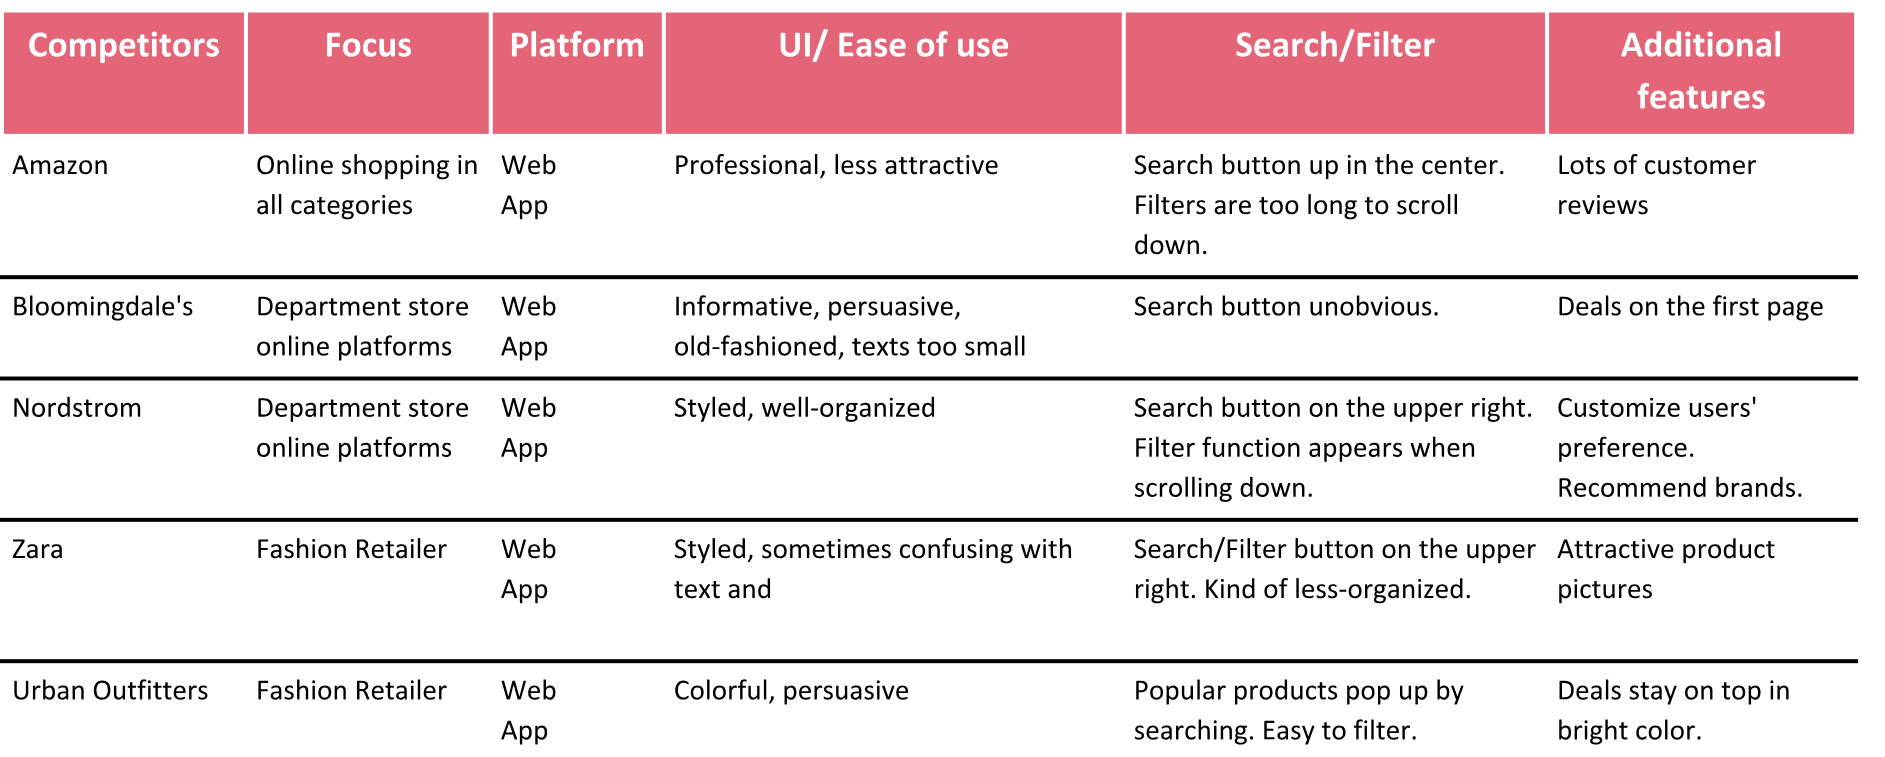 Competitors Focus Platform UI/ Ease of use Search/Filter Additional
features
Amazon Online shopping in Web Professional, less attractive Search button up in the center. Lots of customer
all categories App Filters are too long to scroll reviews
down.
Bloomingdale's Department store Web Informative, persuasive, Search button unobvious. Deals on the first page
online platforms App old-fashioned, texts too small
Nordstrom Department store Web Styled, well-organized Search button on the upper right. Customize users'
online platforms App Filter function appears when preference.
scrolling down. Recommend brands.
Zara Fashion Retailer Web Styled, sometimes confusing with Search/Filter button on the upper Attractive product
App text and right. Kind of less-organized. pictures
Urban Outfitters Fashion Retailer Web Colorful, persuasive Popular products pop up by Deals stay on top in
App searching. Easy to filter. bright color.